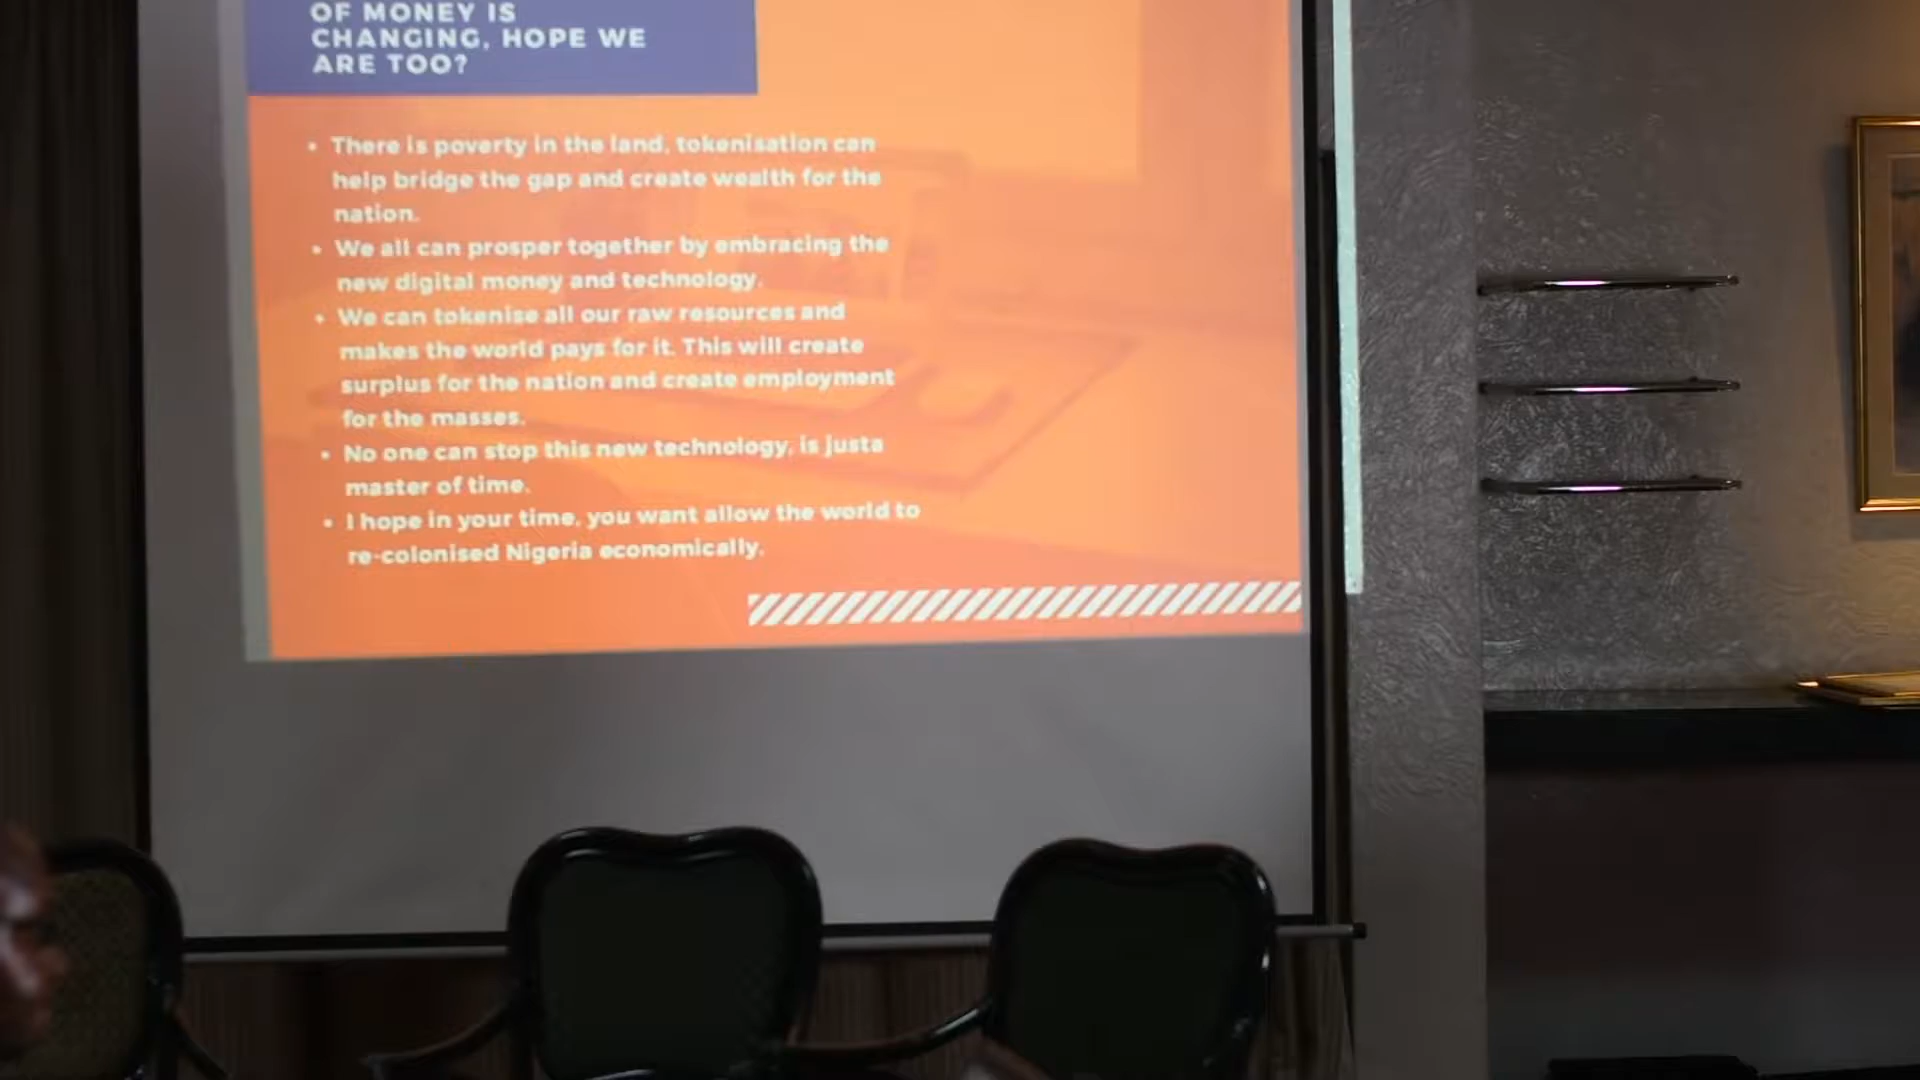 OF MONEY IS
CHANGING, HOPE WE
ARE TOO?
• There is poverty in the land, tokenisation can
help bridge the gap and create wealth for the
nation.
• We all can prosper together by embracing the
new digital money and technology.
• We can tokenise all our raw resources and
makes the world pays for it. This will create
surplus for the nation and create employment
for the masses.
• No one can stop this new technology, is justa
master of time.
• I hope in your time, you want allow the world to
re-colonised Nigeria economically.